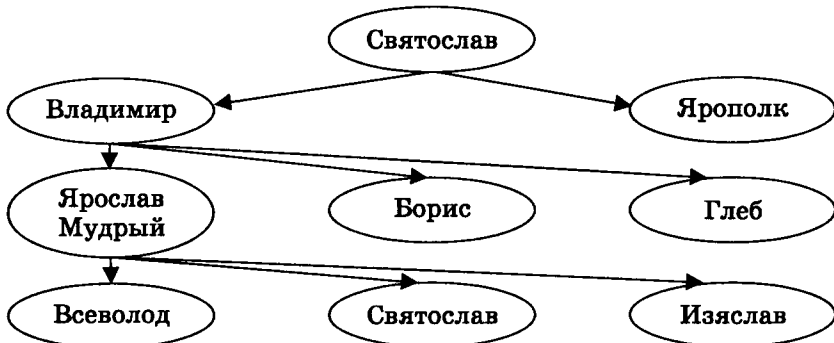 Святослав
Владимир
Ярополк
Ярослав
Мудрый
Борис
Глеб
Всеволод
Святослав
Изяслав